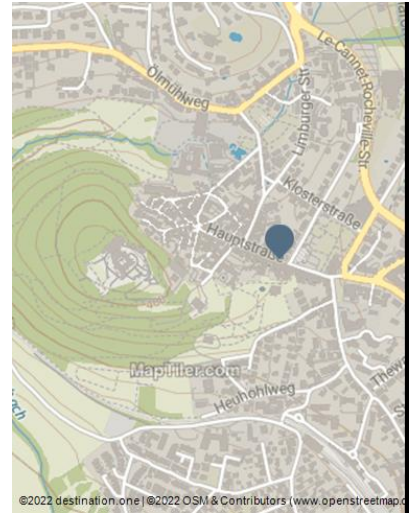 Ölmühlweg
Le-Cannet-Rocheville-Str.
Limburger Str.
Klosterstraße
Hauptstraße
MapTiler.com
Heuhohlweg
Thew
©2022 destination.one | ©2022 OSM & Contributors (www.openstreetmap.o